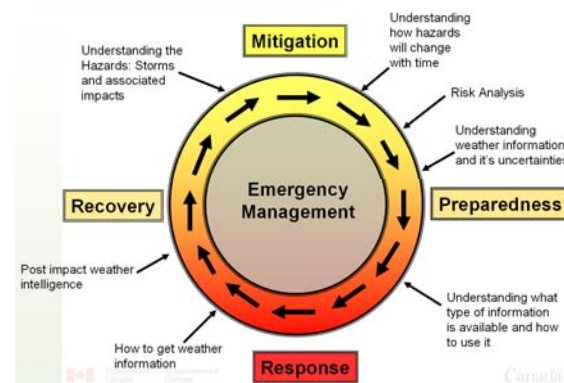 Mitigation
Understanding
how hazards
will change
with time
Understanding the
Hazards: Storms
and associated
impacts
Risk Analysis
Understanding
weather information
and it's uncertainties
Emergency
Management
Recovery
Preparedness
Post impact weather
intelligence
Understanding what
type of information
is available and how
to use it
How to get weather
information
Response
Canada